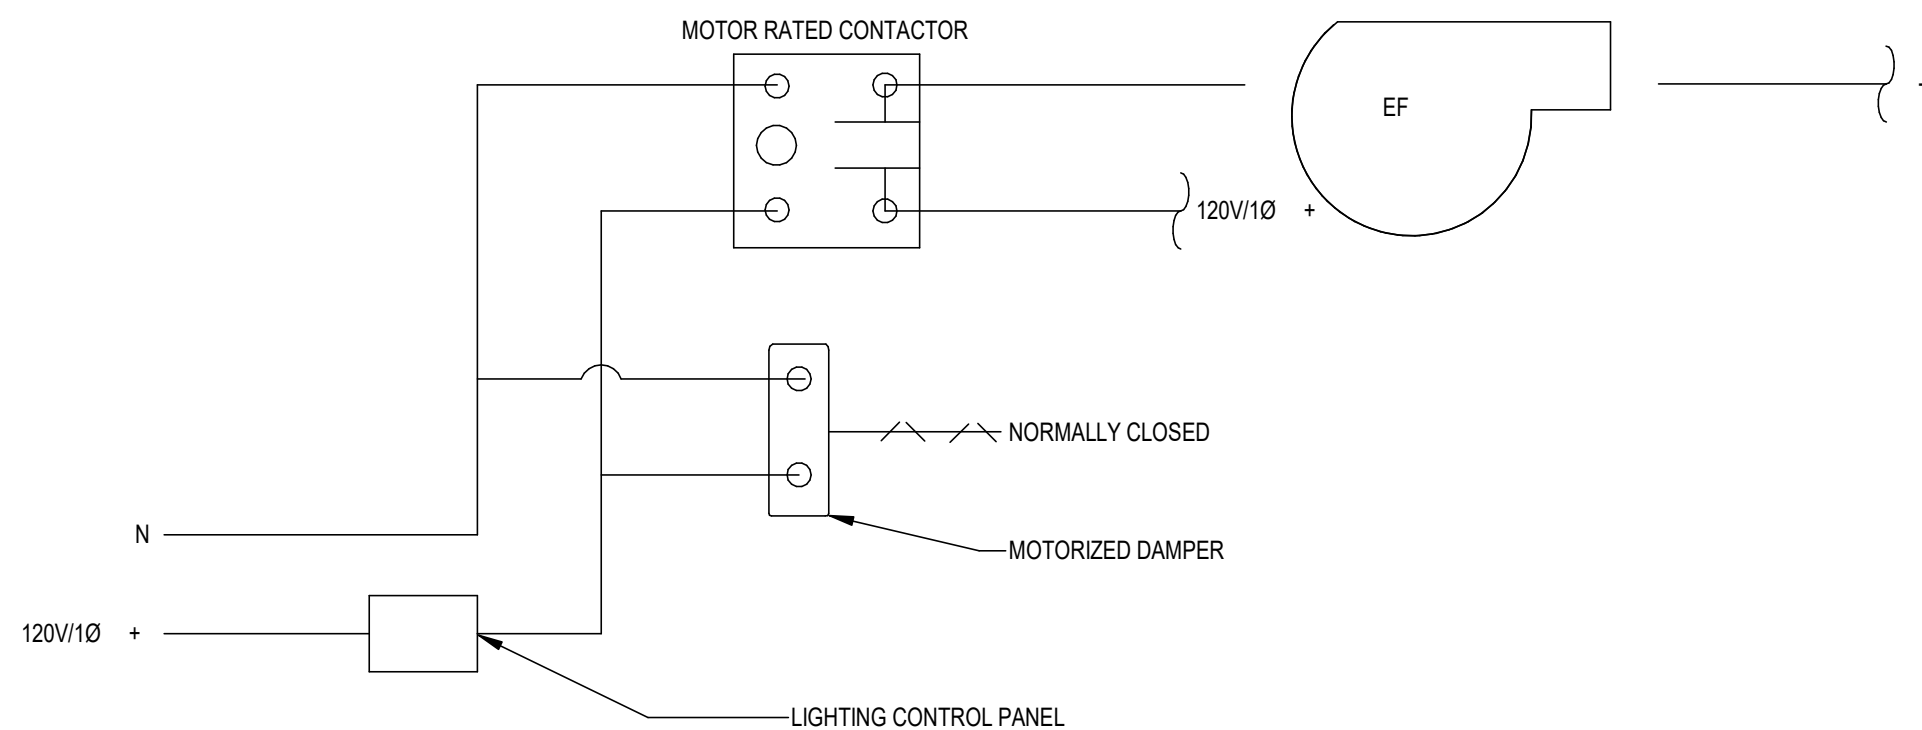 MOTOR RATED CONTACTOR
EF
-
120V/1Ø +
NORMALLY CLOSED
N
MOTORIZED DAMPER
120V/1Ø +
LIGHTING CONTROL PANEL